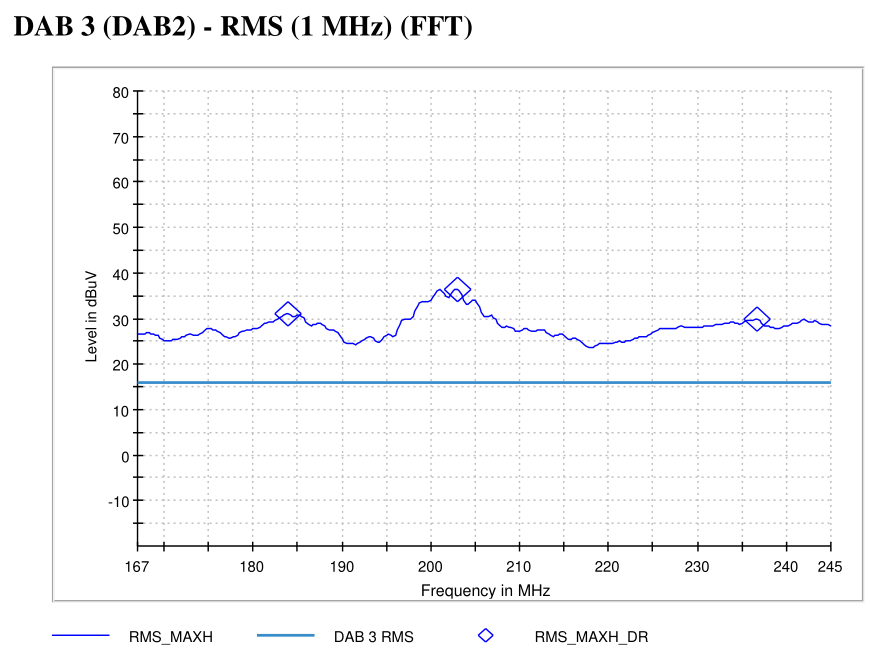 DAB 3 (DAB2) - RMS (1 MHz) (FFT)
80
70
60
50
40
30
20
10
0
-10
Level in dBuV
167 180 190 200 210 220 230 240 245
Frequency in MHz
RMS_MAXH DAB 3 RMS RMS_MAXH_DR